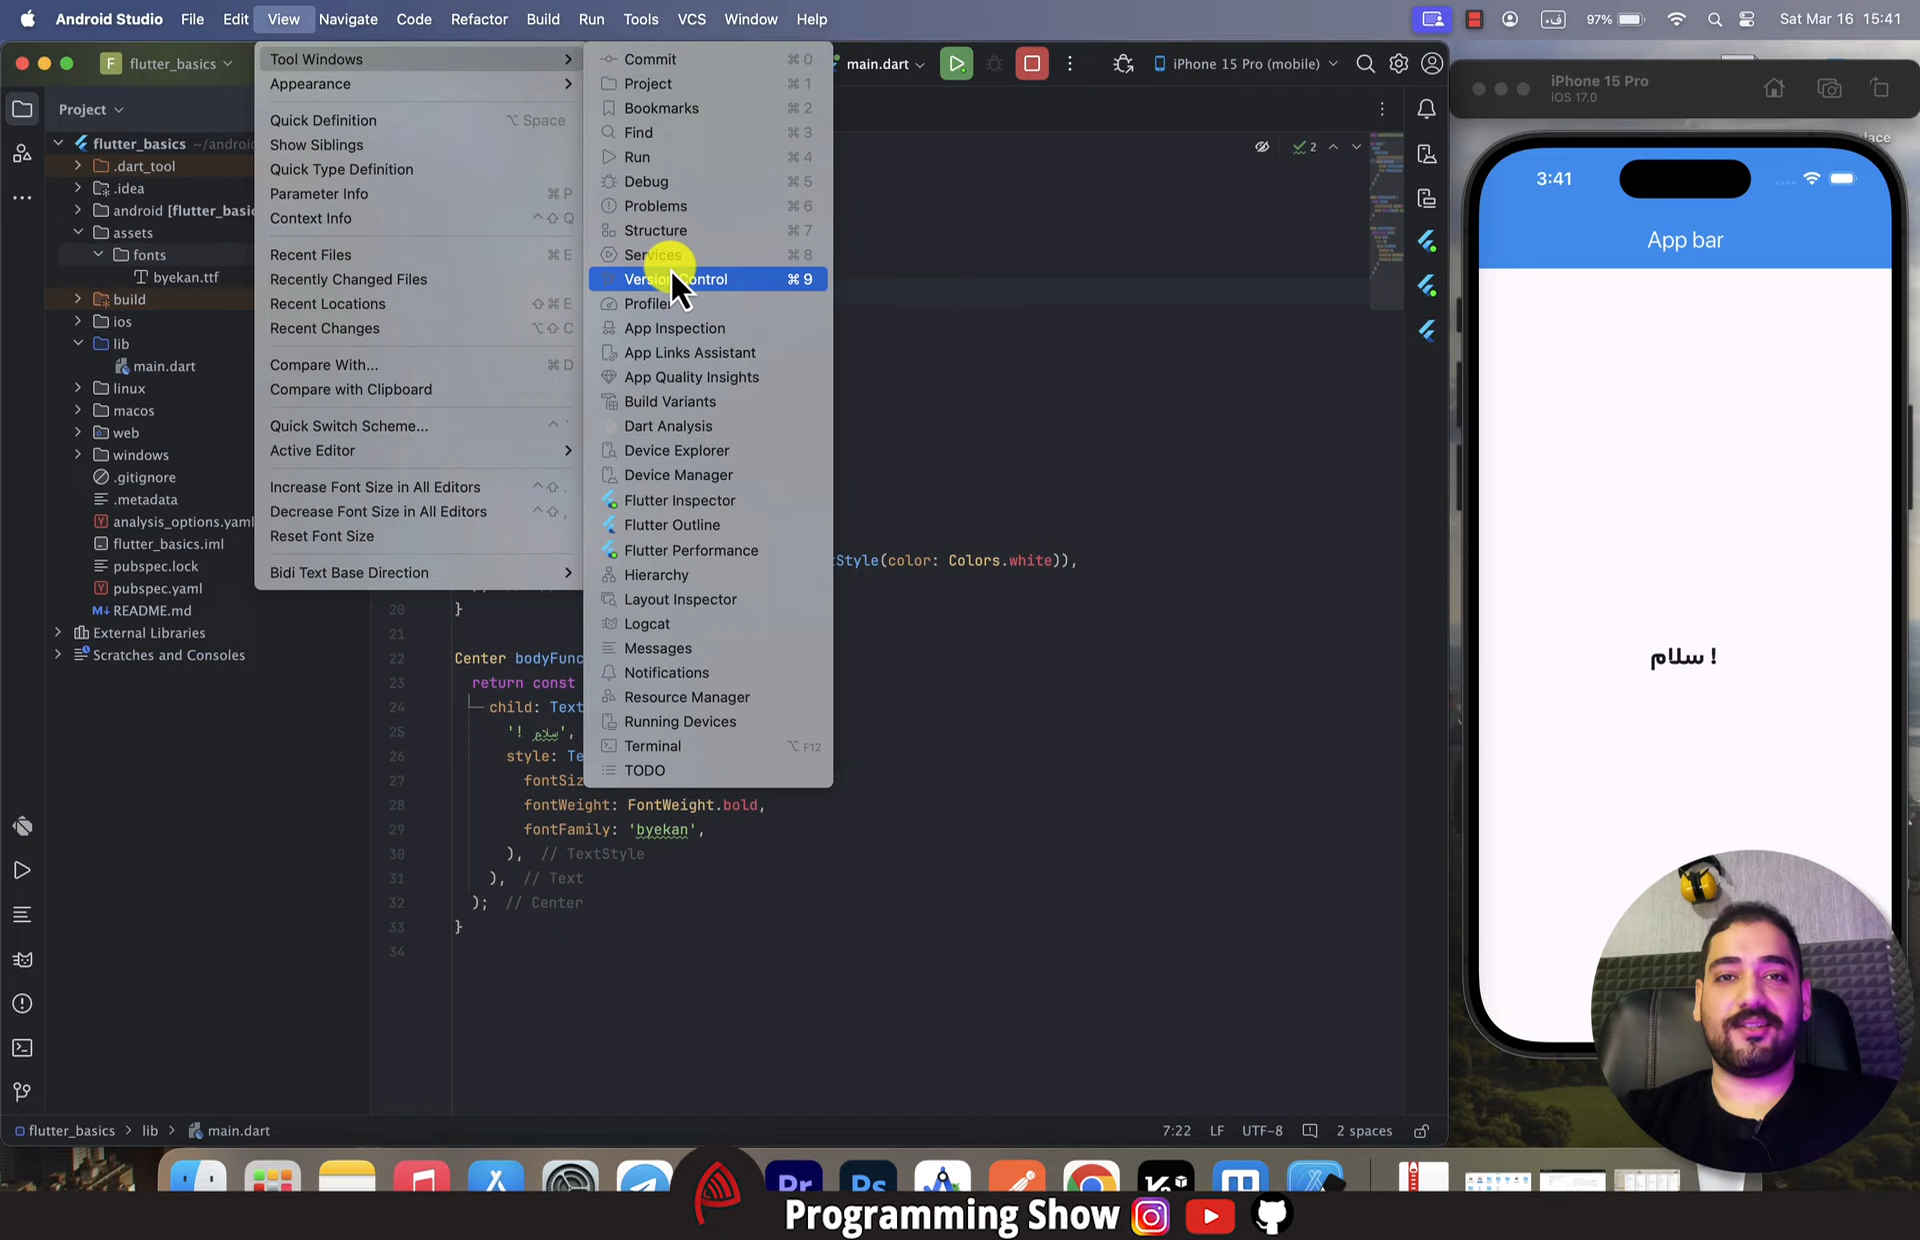 Android Studio File Edit View Navigate Code Refactor Build Run Tools VCS Window Help
97% Sat Mar 16 15:41
F flutter_basics
main.dart
iPhone 15 Pro (mobile)
Project
flutter_basics
.dart_tool
.idea
android
assets
fonts
byekan.ttf
build
ios
lib
main.dart
linux
macos
web
windows
.gitignore
.metadata
analysis_options.yaml
flutter_basics.iml
pubspec.lock
pubspec.yaml
README.md
External Libraries
Scratches and Consoles
Tool Windows
Appearance
Quick Definition ⌥ Space
Show Siblings
Quick Type Definition
Parameter Info ⌘ P
Context Info ^ ⇧ Q
Recent Files ⌘ E
Recently Changed Files
Recent Locations ⇧ ⌘ E
Recent Changes ⌥ ⇧ C
Compare With... ⌘ D
Compare with Clipboard
Quick Switch Scheme... ^ `
Active Editor
Increase Font Size in All Editors ^ ⇧ .
Decrease Font Size in All Editors ^ ⇧ ,
Reset Font Size
Bidi Text Base Direction
Commit ⌘ 0
Project ⌘ 1
Bookmarks ⌘ 2
Find ⌘ 3
Run ⌘ 4
Debug ⌘ 5
Problems ⌘ 6
Structure ⌘ 7
Services ⌘ 8
Version Control ⌘ 9
Profiler
App Inspection
App Links Assistant
App Quality Insights
Build Variants
Dart Analysis
Device Explorer
Device Manager
Flutter Inspector
Flutter Outline
Flutter Performance
Hierarchy
Layout Inspector
Logcat
Messages
Notifications
Resource Manager
Running Devices
Terminal ⌥ F12
TODO
2
Style(color: Colors.white)),
20 }
21
22 Center bodyFunc
23 return const
24 child: Text
25 '! سلام',
26 style: Te
27 fontSiz
28 fontWeight: FontWeight.bold,
29 fontFamily: 'byekan',
30 ), // TextStyle
31 ), // Text
32 ); // Center
33 }
34
flutter_basics > lib > main.dart
7:22 LF UTF-8 2 spaces
iPhone 15 Pro
iOS 17.0
3:41
App bar
سلام !
Pr Ps
Programming Show